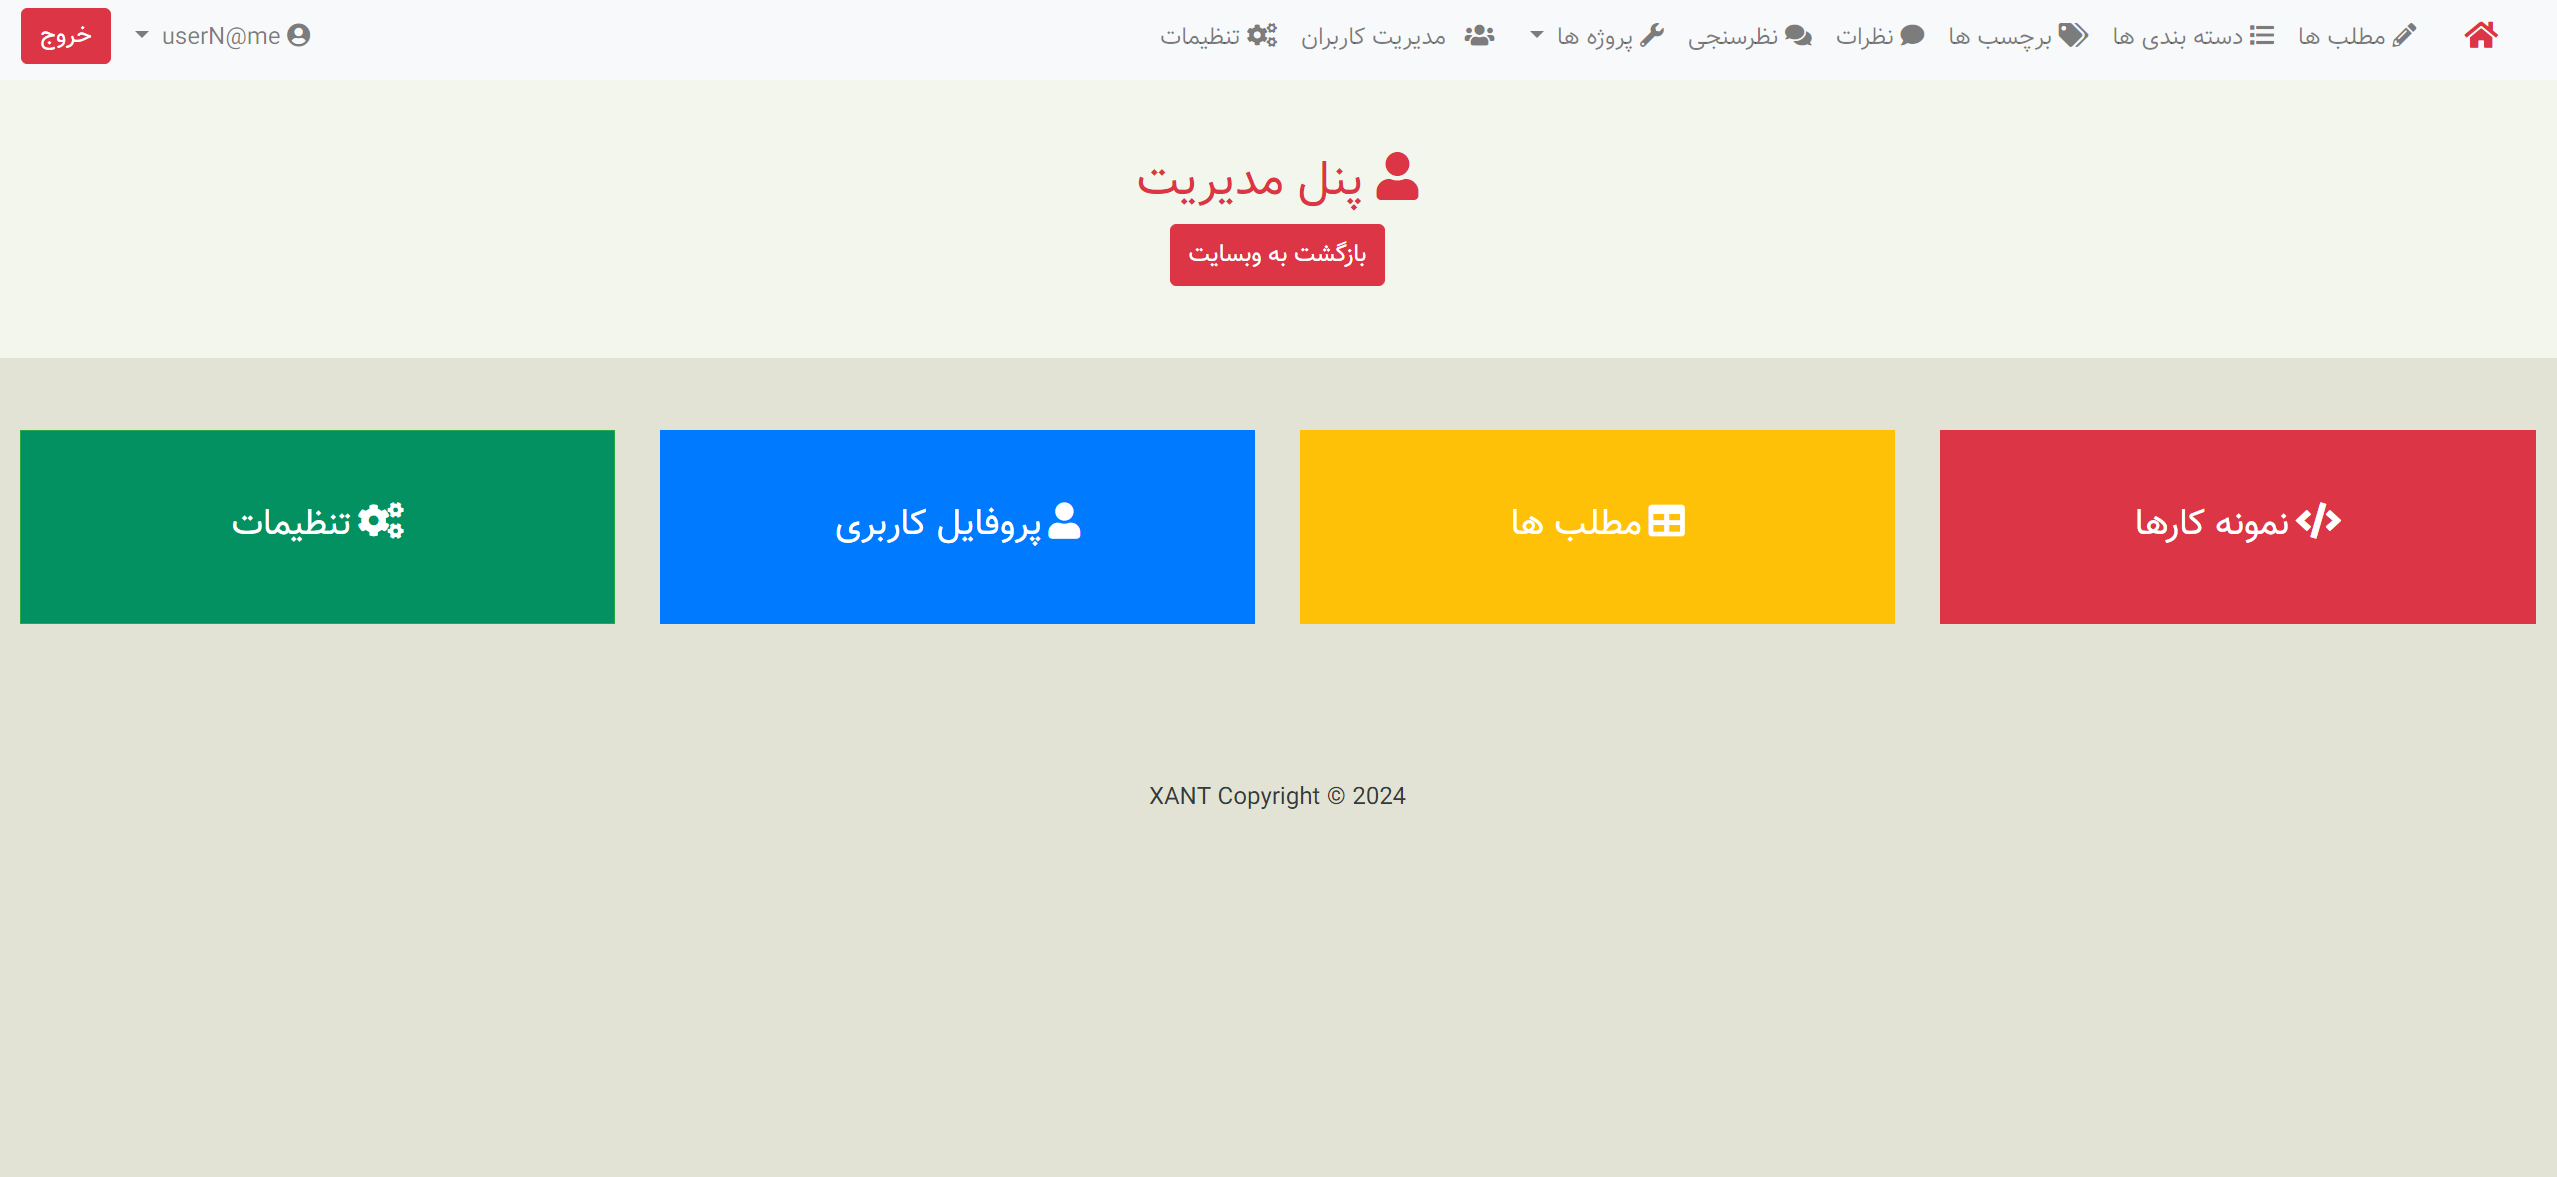 مطلب ها
دسته بندی ها
برچسب ها
نظرات
نظرسنجی
پروژه ها
مدیریت کاربران
تنظیمات
userN@me
خروج
پنل مدیریت
بازگشت به وبسایت
نمونه کارها
مطلب ها
پروفایل کاربری
تنظیمات
XANT Copyright © 2024